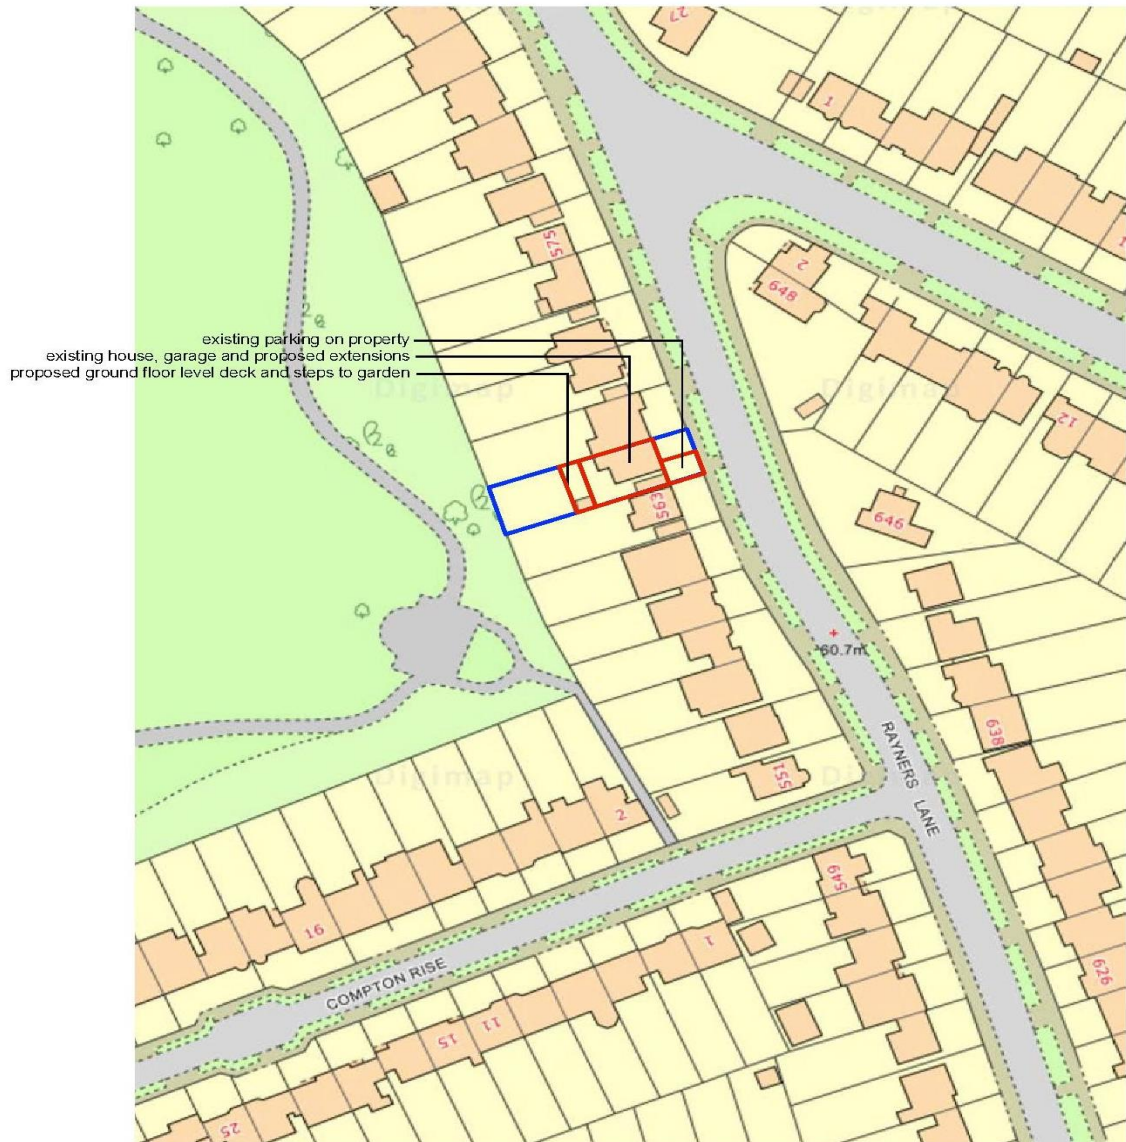 27
1
1
575
2
648
existing parking on property
existing house, garage and proposed extensions
proposed ground floor level deck and steps to garden
Digimap
Digimap
12
563
646
60.7m
638
RAYNERS LANE
Digimap
551
2
549
16
1
626
COMPTON RISE
11
15
25